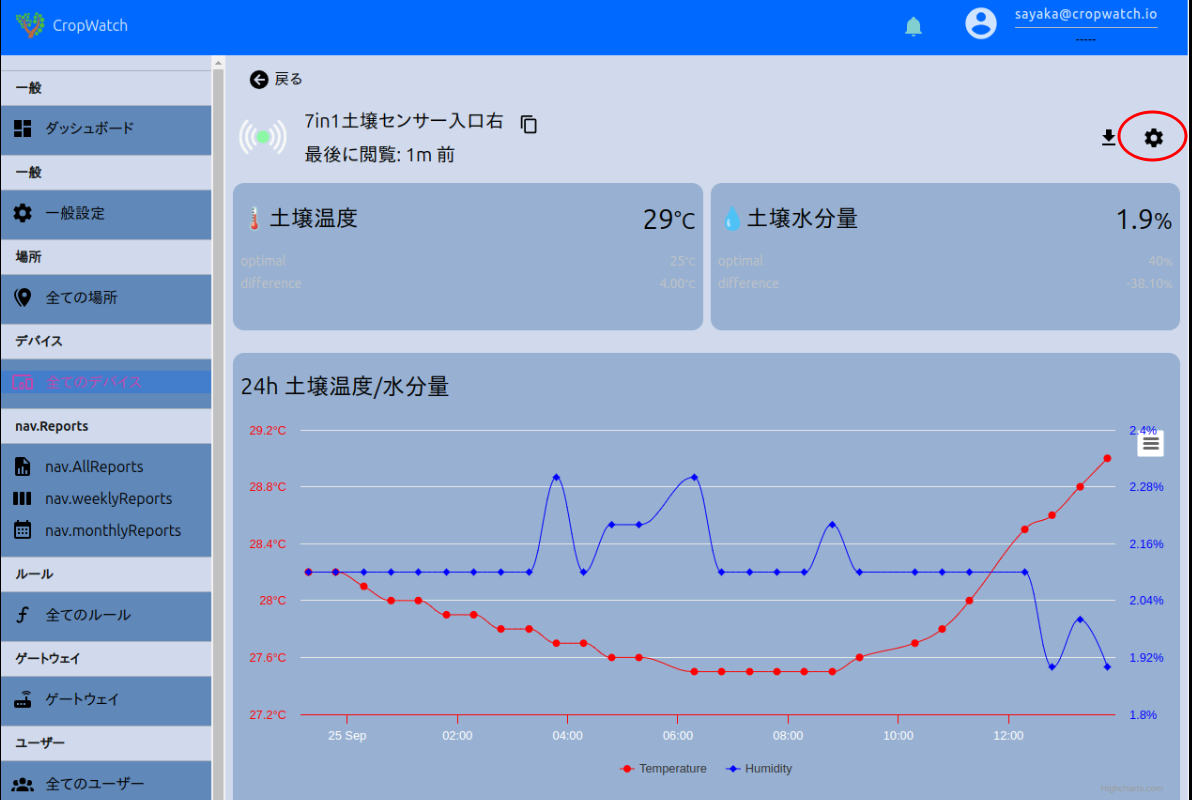 CropWatch
sayaka@cropwatch.io
-----
一般
ダッシュボード
一般
一般設定
場所
全ての場所
デバイス
全てのデバイス
nav.Reports
nav.AllReports
nav.weeklyReports
nav.monthlyReports
ルール
全てのルール
ゲートウェイ
ゲートウェイ
ユーザー
全てのユーザー
戻る
7in1土壌センサー入口右
最後に閲覧: 1m 前
土壌温度 29°C
optimal 25°C
difference 4.00°C
土壌水分量 1.9%
optimal 40%
difference -38.10%
24h 土壌温度/水分量
29.2°C 2.4%
28.8°C 2.28%
28.4°C 2.16%
28°C 2.04%
27.6°C 1.92%
27.2°C 1.8%
25 Sep 02:00 04:00 06:00 08:00 10:00 12:00
Temperature Humidity
Highcharts.com